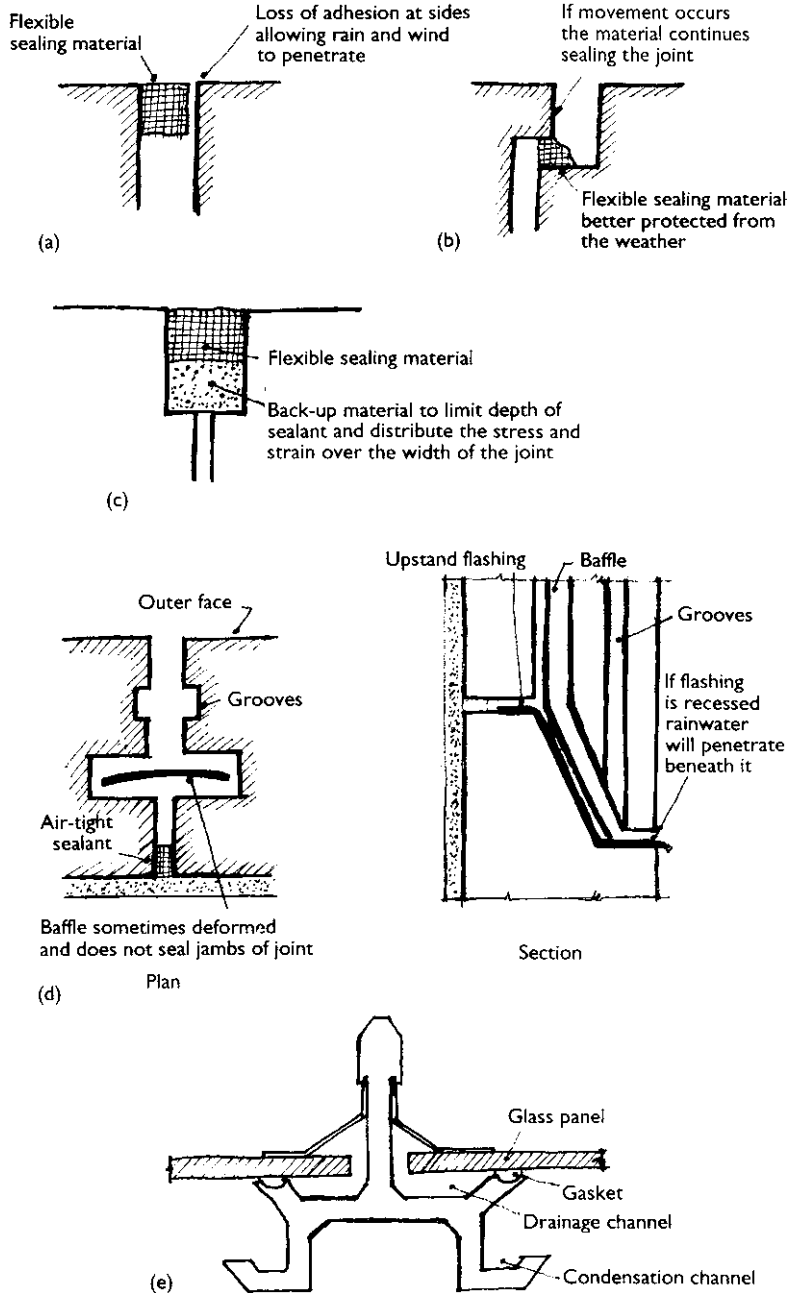 Flexible
sealing material
Loss of adhesion at sides
allowing rain and wind
to penetrate
(a)
If movement occurs
the material continues
sealing the joint
Flexible sealing material
better protected from
the weather
(b)
Flexible sealing material
Back-up material to limit depth of
sealant and distribute the stress and
strain over the width of the joint
(c)
Outer face
Grooves
Air-tight
sealant
Baffle sometimes deformed
and does not seal jambs of joint
Plan
(d)
Upstand flashing
Baffle
Grooves
If flashing
is recessed
rainwater
will penetrate
beneath it
Section
Glass panel
Gasket
Drainage channel
Condensation channel
(e)